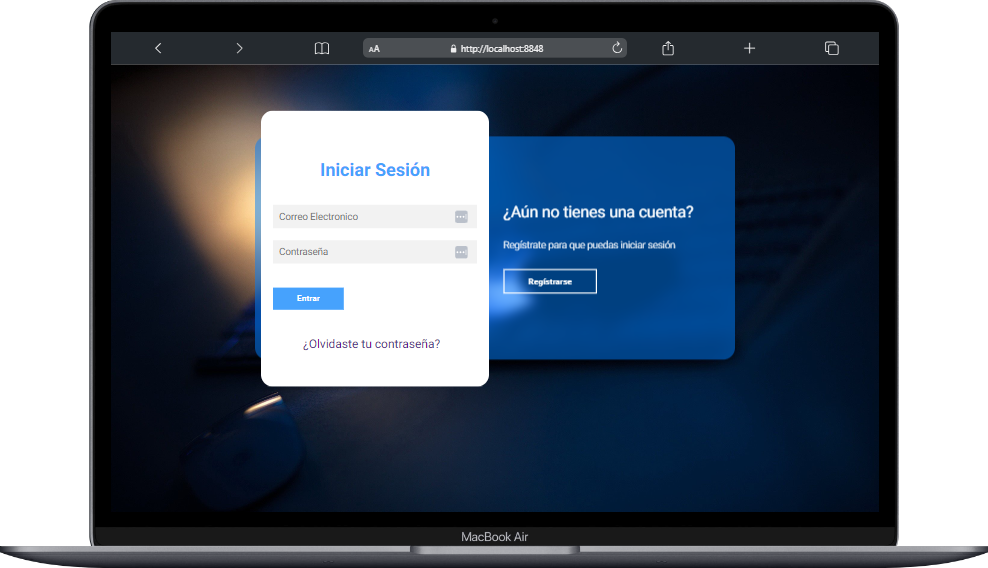 AA
http://localhost:8848
Iniciar Sesión
Correo Electronico
Contraseña
Entrar
¿Olvidaste tu contraseña?
¿Aún no tienes una cuenta?
Regístrate para que puedas iniciar sesión
Regístrarse
MacBook Air